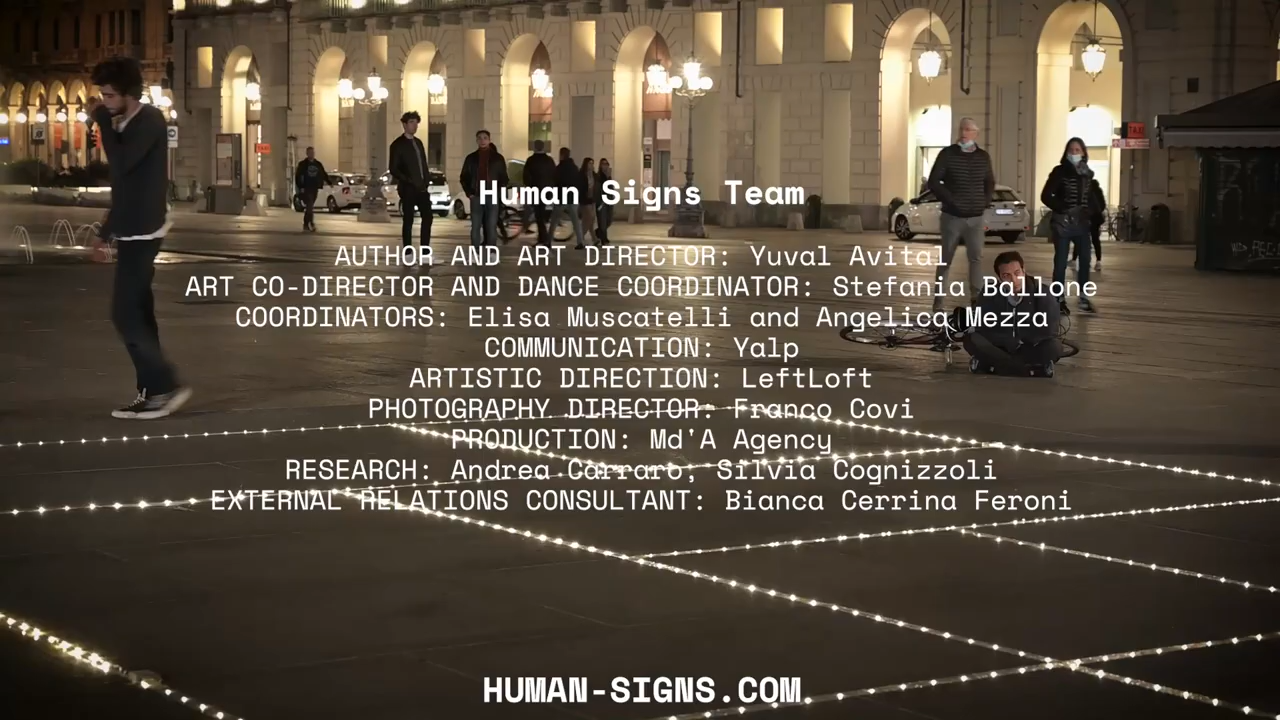 TAXI
Human Signs Team
AUTHOR AND ART DIRECTOR: Yuval Avital
ART CO-DIRECTOR AND DANCE COORDINATOR: Stefania Ballone
COORDINATORS: Elisa Muscatelli and Angelica Mezza
COMMUNICATION: Yalp
ARTISTIC DIRECTION: LeftLoft
PHOTOGRAPHY DIRECTOR: Franco Covi
PRODUCTION: Md'A Agency
RESEARCH: Andrea Carraro, Silvia Cognizzoli
EXTERNAL RELATIONS CONSULTANT: Bianca Cerrina Feroni
HUMAN-SIGNS.COM